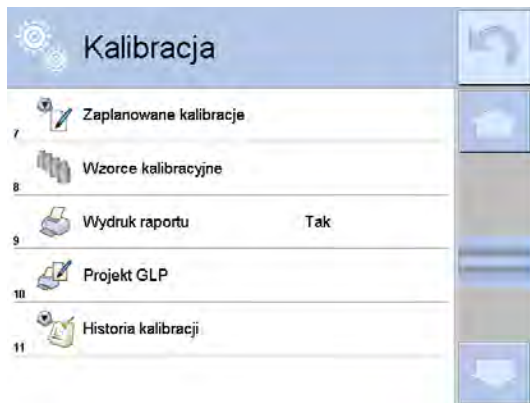 Kalibracja
7 Zaplanowane kalibracje
8 Wzorce kalibracyjne
9 Wydruk raportu Tak
10 Projekt GLP
11 Historia kalibracji